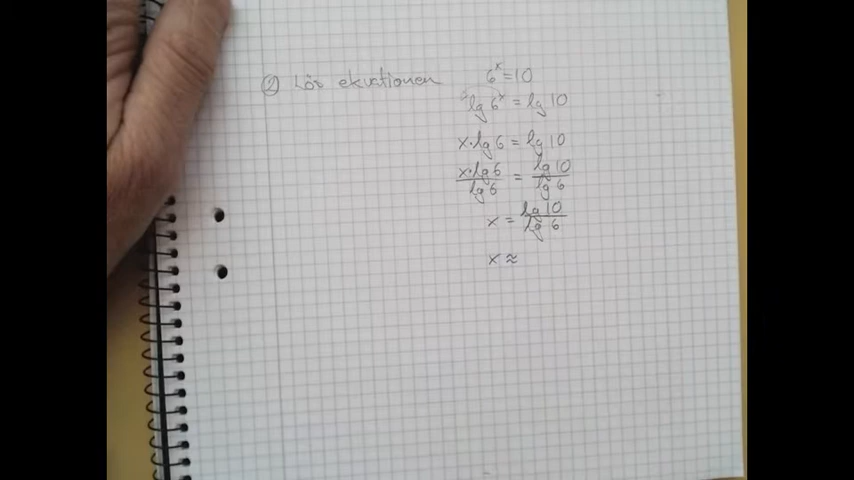 ② Lös ekvationen 6^x = 10
lg 6^x = lg 10
x·lg 6 = lg 10
x·lg 6 / lg 6 = lg 10 / lg 6
x = lg 10 / lg 6
x ≈